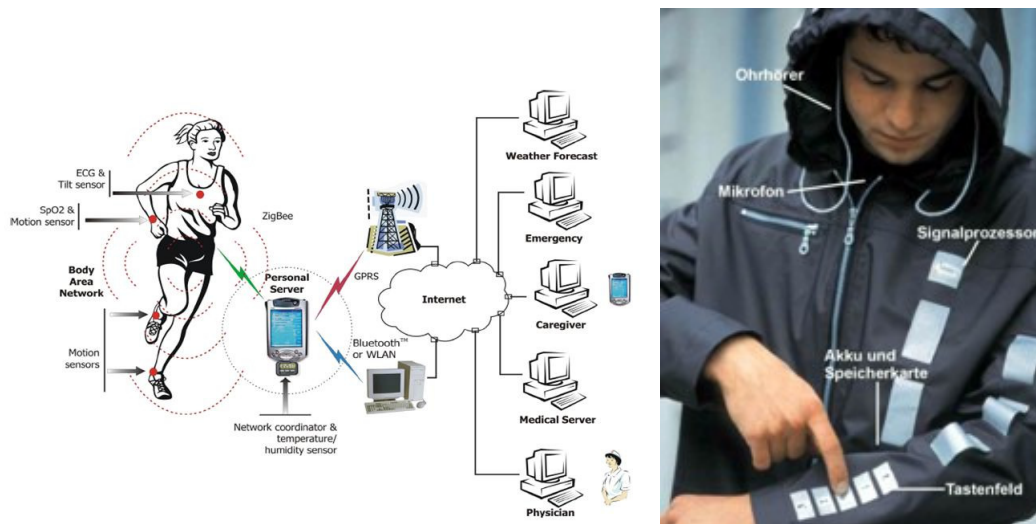 ECG &
Tilt sensor
SpO2 &
Motion sensor
ZigBee
Body
Area
Network
Motion
sensors
Personal
Server
GPRS
Bluetooth™
or WLAN
Network coordinator &
temperature/
humidity sensor
Internet
Weather Forecast
Emergency
Caregiver
Medical Server
Physician
Ohrhörer
Mikrofon
Signalprozessor
Akku und
Speicherkarte
Tastenfeld